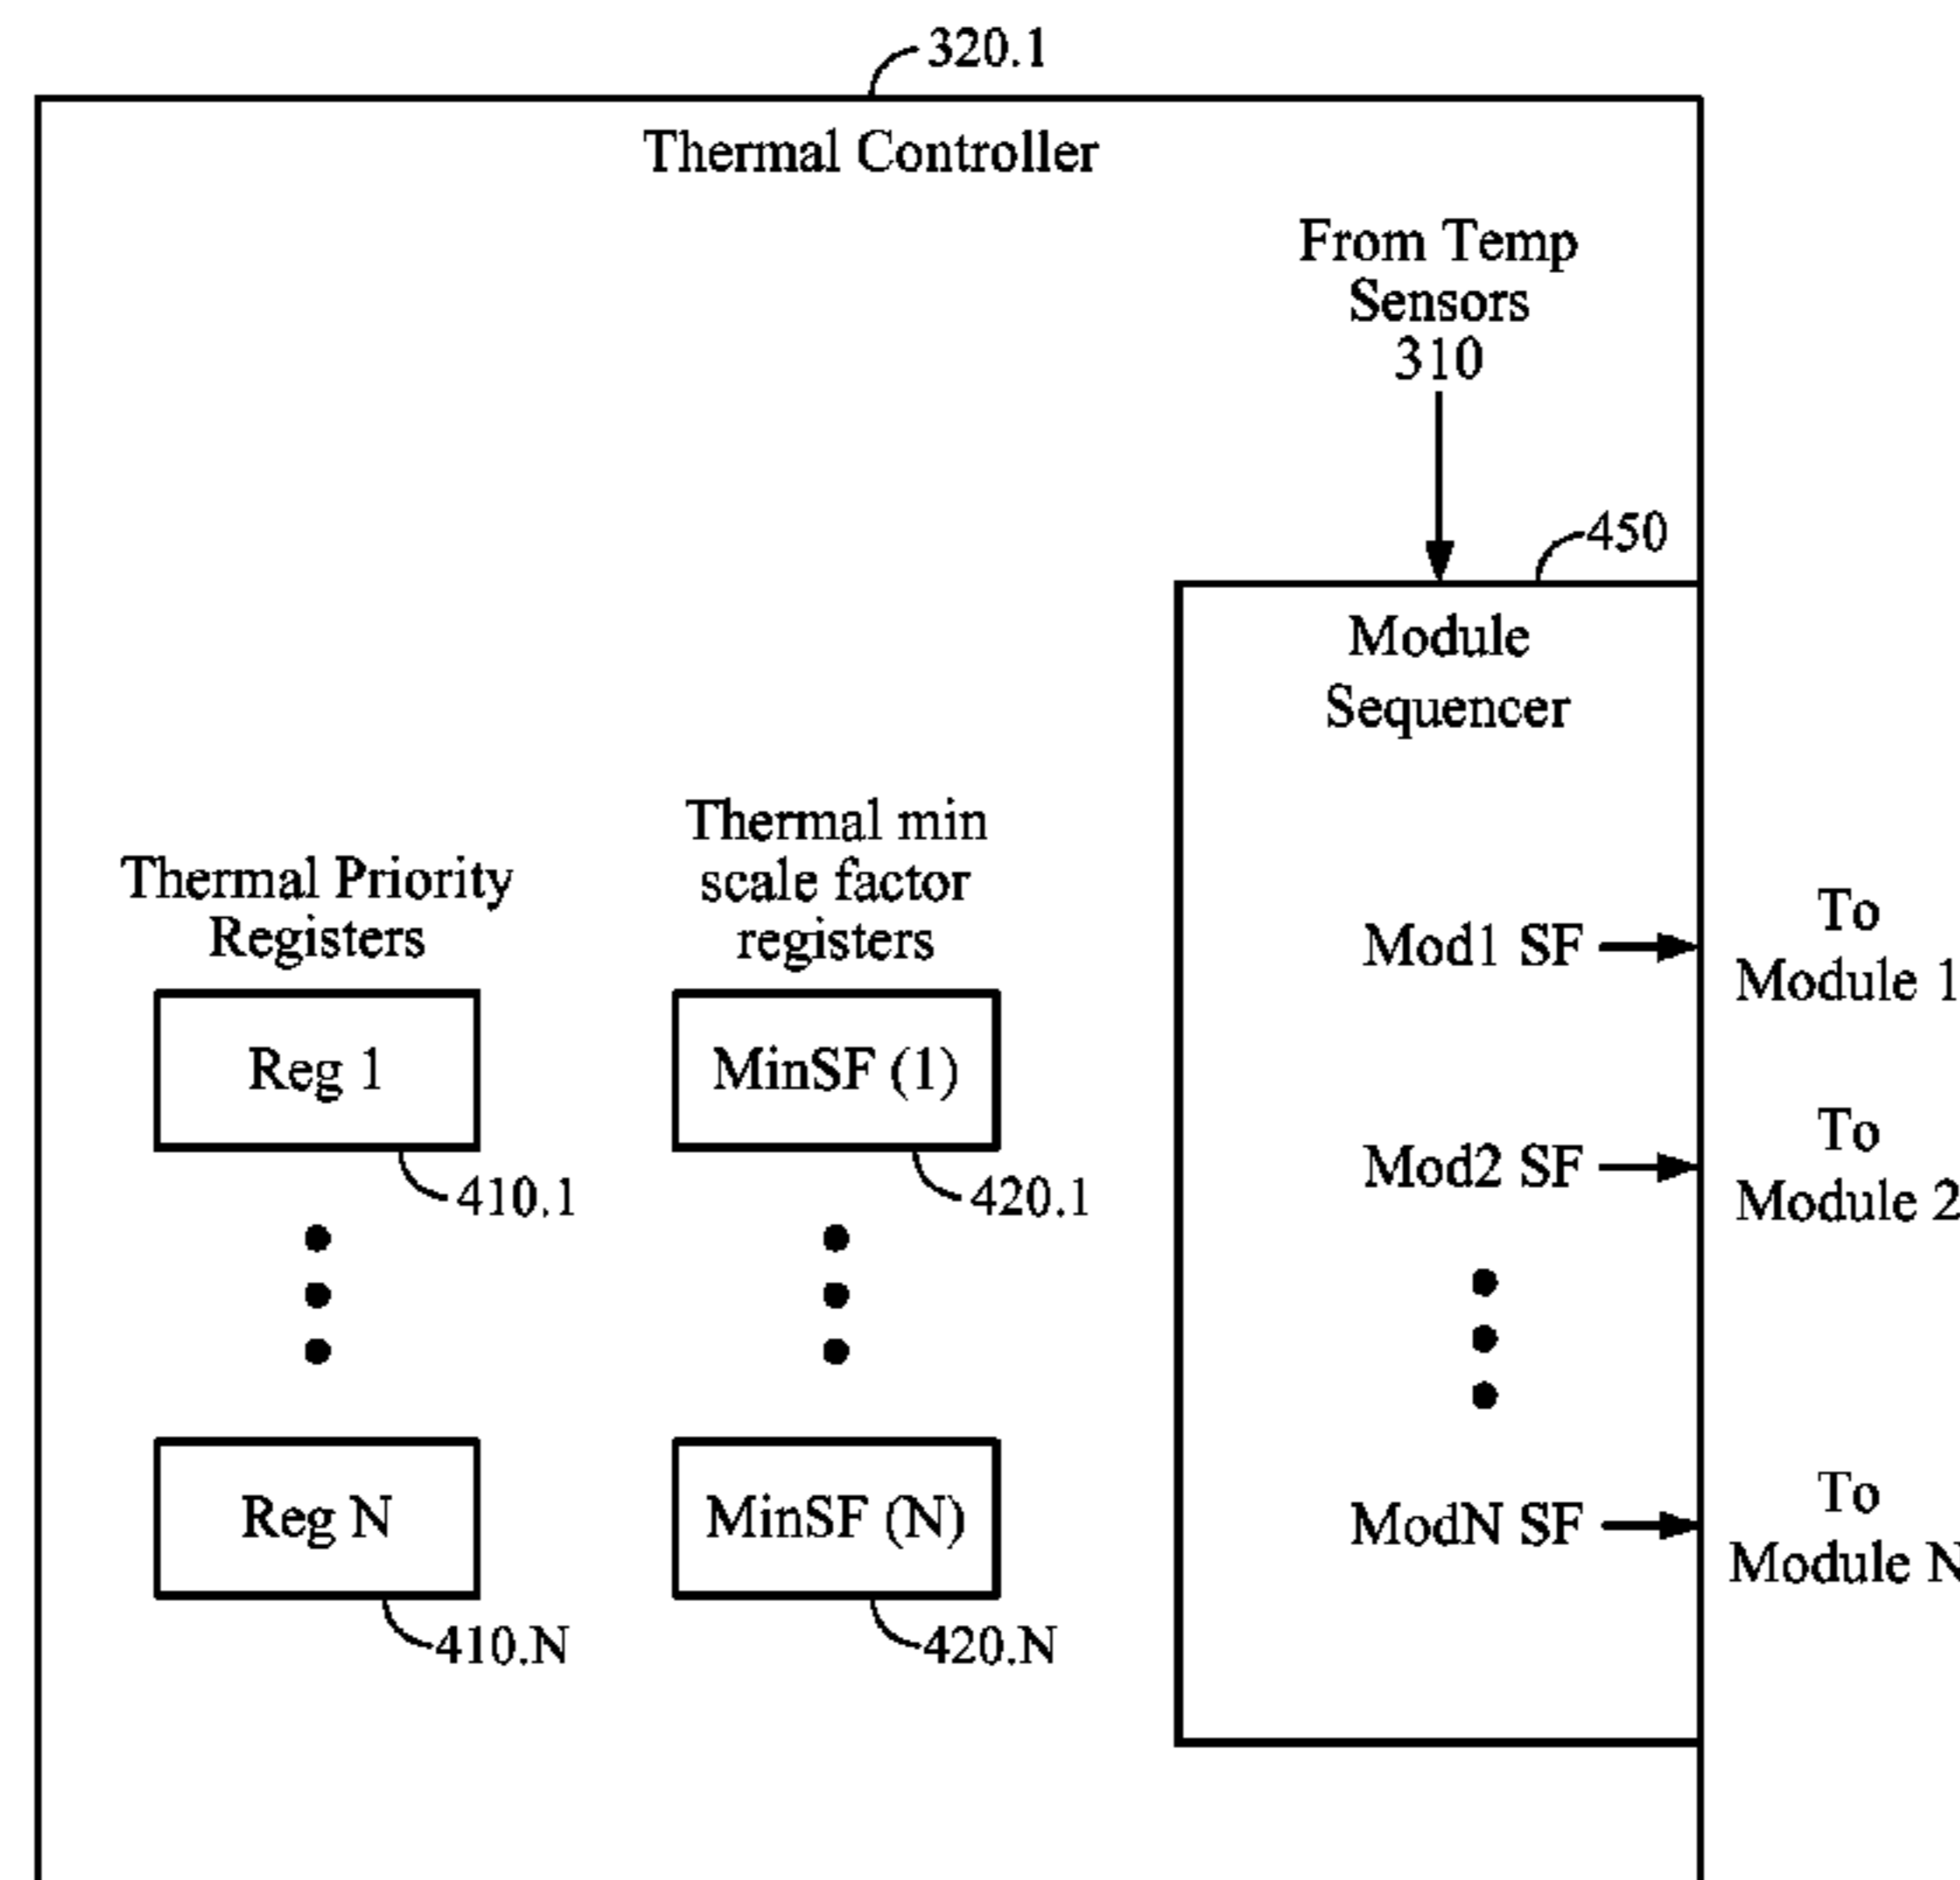 320.1
Thermal Controller
From Temp
Sensors
310
450
Module
Sequencer
Thermal Priority
Registers
Thermal min
scale factor
registers
Mod1 SF
To
Module 1
Reg 1
MinSF (1)
410.1
420.1
Mod2 SF
To
Module 2
Reg N
MinSF (N)
ModN SF
To
Module N
410.N
420.N